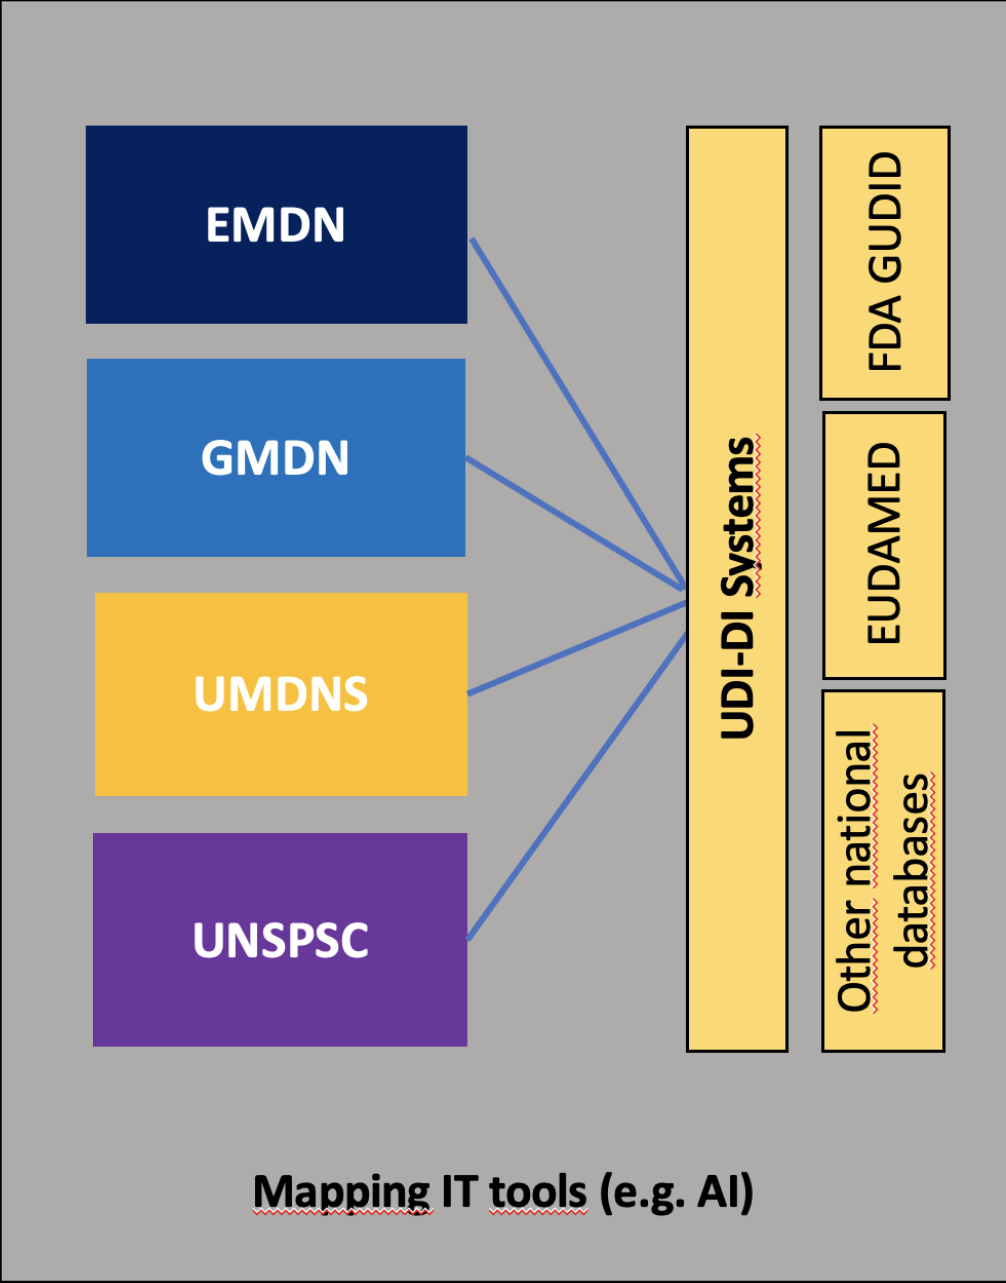 EMDN
GMDN
UMDNS
UNSPSC
UDI-DI Systems
FDA GUDID
EUDAMED
Other national
databases
Mapping IT tools (e.g. AI)